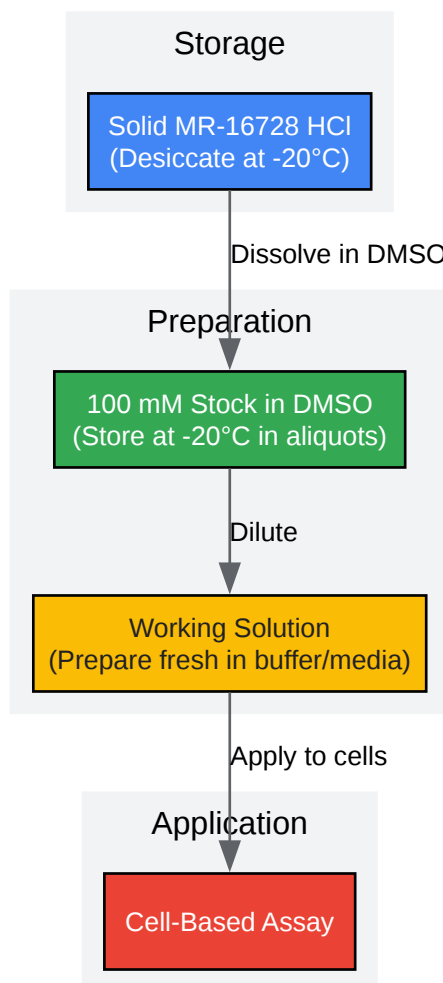 Storage
Solid MR-16728 HCl
(Desiccate at -20°C)
Dissolve in DMSO
Preparation
100 mM Stock in DMSO
(Store at -20°C in aliquots)
Dilute
Working Solution
(Prepare fresh in buffer/media)
Apply to cells
Application
Cell-Based Assay